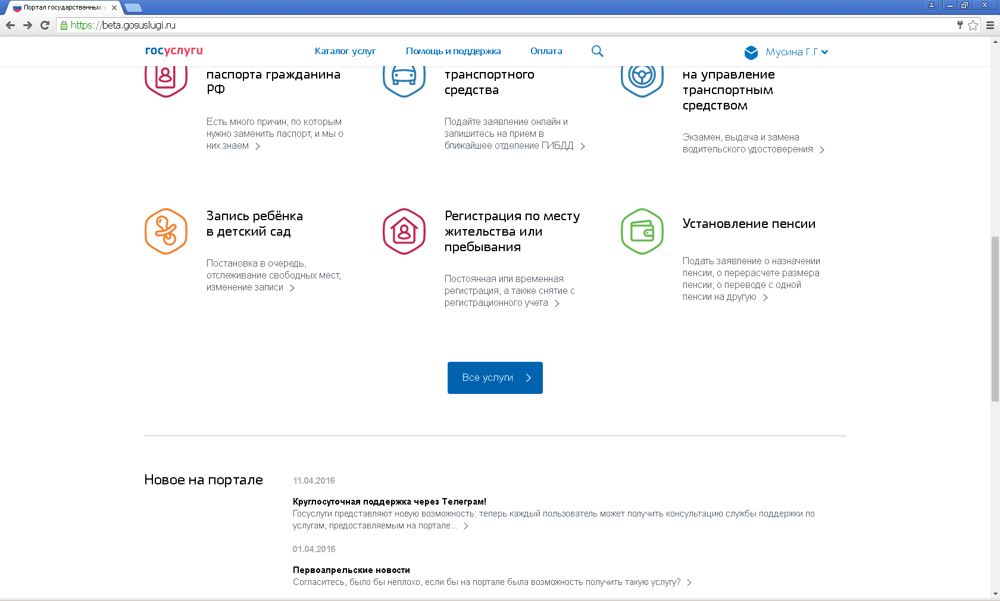 Портал государственных у
https://beta.gosuslugi.ru
госуслуги
Каталог услуг
Помощь и поддержка
Оплата
Мусина Г.Г.
паспорта гражданина
РФ
Есть много причин, по которым
нужно заменить паспорт, и мы о
них знаем
транспортного
средства
Подайте заявление онлайн и
запишитесь на прием в
ближайшее отделение ГИБДД
на управление
транспортным
средством
Экзамен, выдача и замена
водительского удостоверения
Запись ребёнка
в детский сад
Постановка в очередь,
отслеживание свободных мест,
изменение записи
Регистрация по месту
жительства или
пребывания
Постоянная или временная
регистрация, а также снятие с
регистрационного учета
Установление пенсии
Подать заявление о назначении
пенсии, о перерасчете размера
пенсии, о переводе с одной
пенсии на другую
Все услуги
Новое на портале
11.04.2016
Круглосуточная поддержка через Телеграм!
Госуслуги представляют новую возможность: теперь каждый пользователь может получить консультацию службы поддержки по
услугам, предоставляемым на портале...
01.04.2016
Первоапрельские новости
Согласитесь, было бы неплохо, если бы на портале была возможность получить такую услугу?